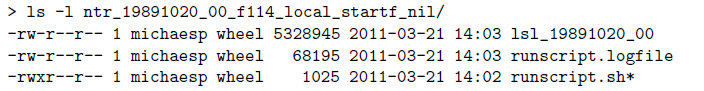 > ls -l ntr_19891020_00_f114_local_startf_nil/
-rw-r--r-- 1 michaesp wheel 5328945 2011-03-21 14:03 lsl_19891020_00
-rw-r--r-- 1 michaesp wheel 68195 2011-03-21 14:03 runscript.logfile
-rwxr--r-- 1 michaesp wheel 1025 2011-03-21 14:02 runscript.sh*